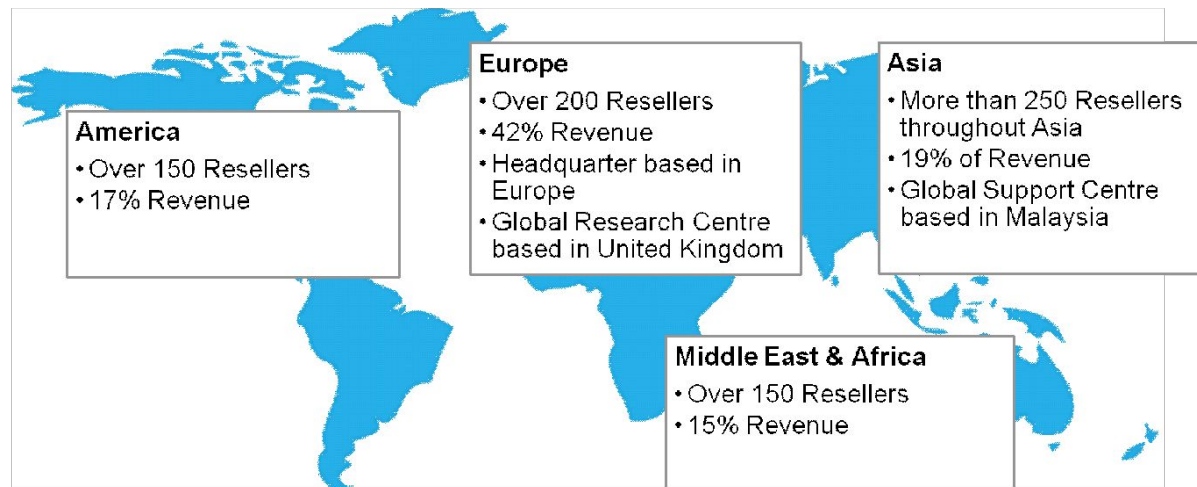 Europe
• Over 200 Resellers
• 42% Revenue
• Headquarter based in
Europe
• Global Research Centre
based in United Kingdom
Asia
• More than 250 Resellers
throughout Asia
• 19% of Revenue
• Global Support Centre
based in Malaysia
America
• Over 150 Resellers
• 17% Revenue
Middle East & Africa
• Over 150 Resellers
• 15% Revenue